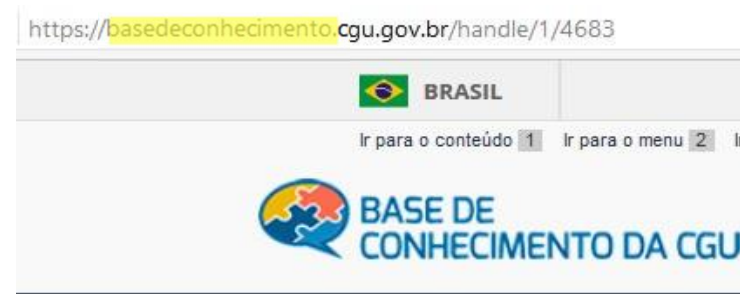 https://basedeconhecimento.cgu.gov.br/handle/1/4683
BRASIL
Ir para o conteúdo 1 Ir para o menu 2
BASE DE
CONHECIMENTO DA CGU